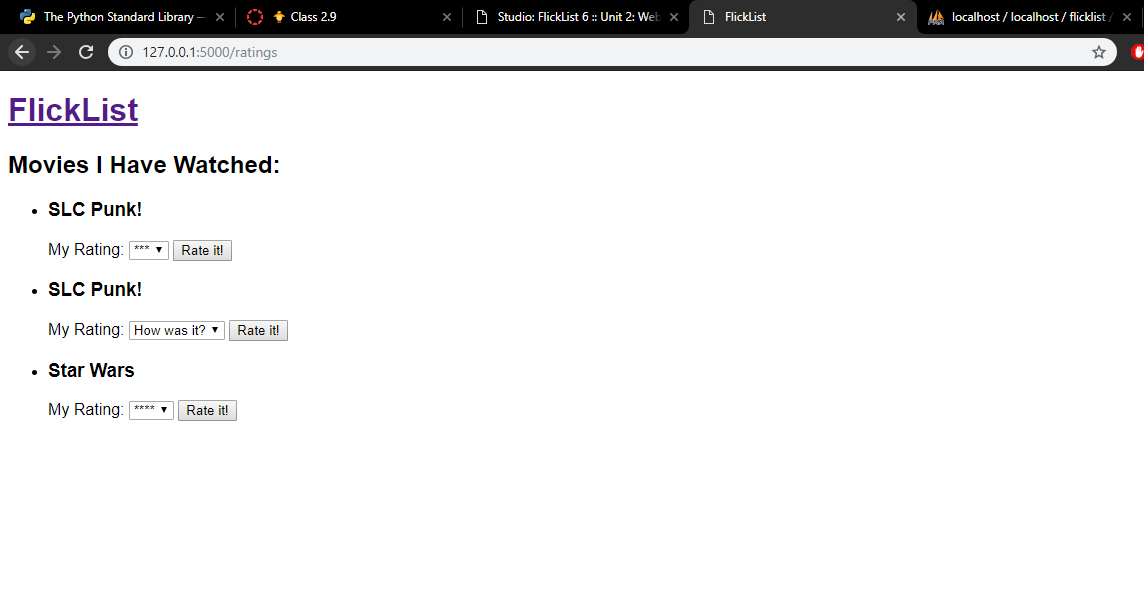 The Python Standard Library —
Class 2.9
Studio: FlickList 6 :: Unit 2: Web
FlickList
localhost / localhost / flicklist /
127.0.0.1:5000/ratings
FlickList
Movies I Have Watched:
SLC Punk!
My Rating: *** Rate it!
SLC Punk!
My Rating: How was it? Rate it!
Star Wars
My Rating: **** Rate it!